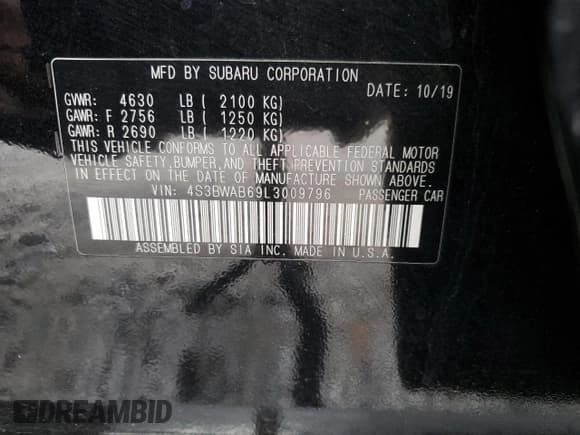 MFD BY SUBARU CORPORATION
DATE: 10/19
GVWR: 4630 LB ( 2100 KG)
GAWR: F 2756 LB ( 1250 KG)
GAWR: R 2690 LB ( 1220 KG)
THIS VEHICLE CONFORMS TO ALL APPLICABLE FEDERAL MOTOR
VEHICLE SAFETY, BUMPER, AND THEFT PREVENTION STANDARDS
IN EFFECT ON THE DATE OF MANUFACTURE SHOWN ABOVE.
VIN: 4S3BWAB69L3009796 PASSENGER CAR
ASSEMBLED BY SIA INC. MADE IN U.S.A.
DREAMBID